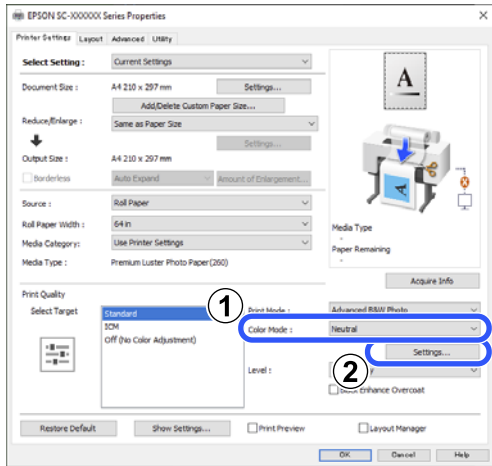 EPSON SC-XXXXXX Series Properties
Printer Settings Layout Advanced Utility
Select Setting : Current Settings
Document Size : A4 210 x 297 mm Settings...
Add/Delete Custom Paper Size...
Reduce/Enlarge : Same as Paper Size
Settings...
Output Size : A4 210 x 297 mm
Borderless Auto Expand Amount of Enlargement...
Source : Roll Paper
Roll Paper Width : 64 in
Media Category: Use Printer Settings
Media Type : Premium Luster Photo Paper(260)
A
A
Media Type
-
Paper Remaining
-
Acquire Info
Print Quality
Select Target
Standard
ICM
Off (No Color Adjustment)
1
Print Mode : Advanced B&W Photo
Color Mode : Neutral
2
Settings...
Level :
Enhance Overcoat
Restore Default Show Settings... Print Preview Layout Manager
OK Cancel Help